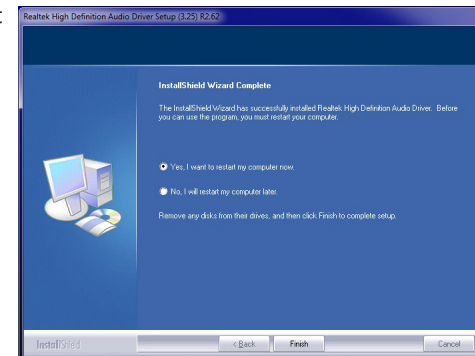 Realtek High Definition Audio Driver Setup (3.25) R2.62
InstallShield Wizard Complete
The InstallShield Wizard has successfully installed Realtek High Definition Audio Driver. Before
you can use the program, you must restart your computer.
Yes, I want to restart my computer now.
No, I will restart my computer later.
Remove any disks from their drives, and then click Finish to complete setup.
InstallShield
< Back
Finish
Cancel